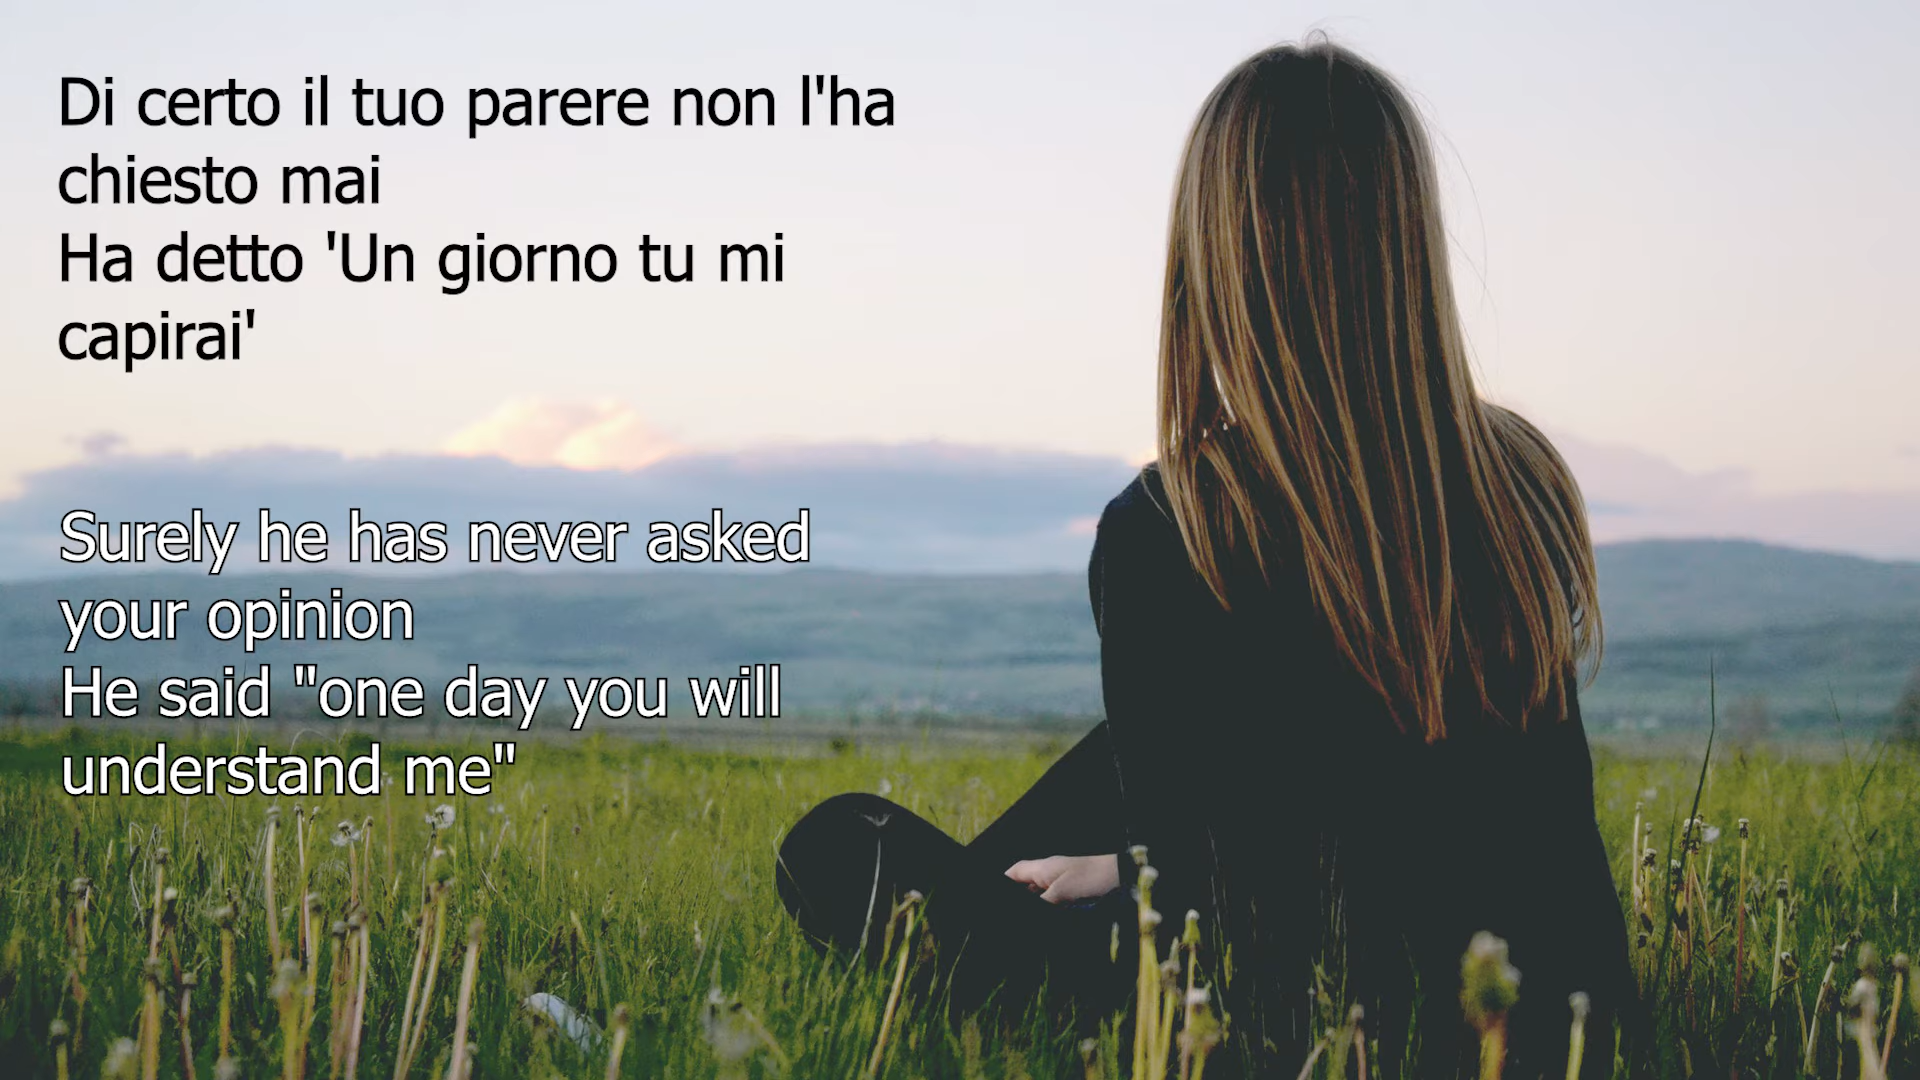 Di certo il tuo parere non l'ha
chiesto mai
Ha detto 'Un giorno tu mi
capirai'
Surely he has never asked
your opinion
He said "one day you will
understand me"